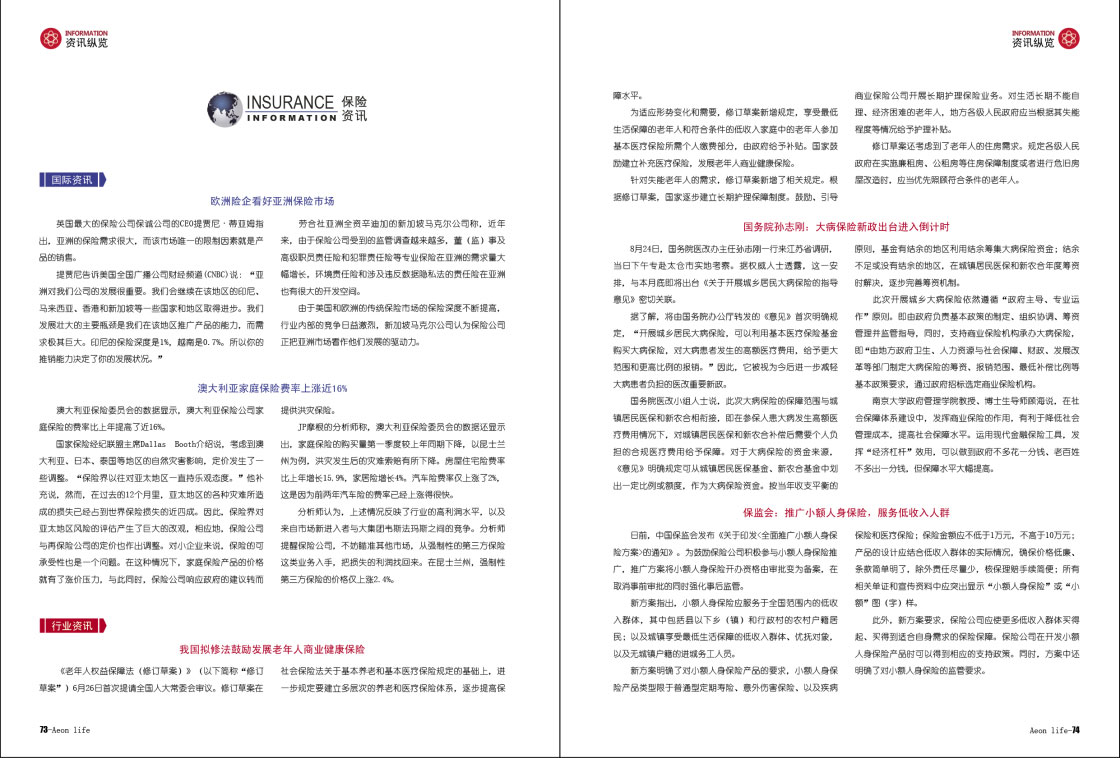 INFORMATION
资讯纵览
INSURANCE 保险
INFORMATION 资讯
国际资讯
欧洲险企看好亚洲保险市场
英国最大的保险公司保诚公司的CEO提贾尼·蒂亚姆指
出，亚洲的保险需求很大，而该市场唯一的限制因素就是产
品的销售。
提贾尼告诉美国全国广播公司财经频道(CNBC)说：“亚
洲对我们公司的发展很重要。我们会继续在该地区的印尼、
马来西亚、香港和新加坡等一些国家和地区取得进步。我们
发展壮大的主要瓶颈是我们在该地区推广产品的能力，而需
求极其巨大。印尼的保险深度是1%，越南是0.7%。所以你的
推销能力决定了你的发展状况。”
劳合社亚洲全资辛迪加的新加坡马克尔公司称，近年
来，由于保险公司受到的监管调查越来越多，董（监）事及
高级职员责任险和犯罪责任险等专业保险在亚洲的需求量大
幅增长，环境责任险和涉及违反数据隐私法的责任险在亚洲
也有很大的开发空间。
由于美国和欧洲的传统保险市场的保险深度不断提高，
行业内部的竞争日益激烈，新加坡马克尔公司认为保险公司
正把亚洲市场看作他们发展的驱动力。
澳大利亚家庭保险费率上涨近16%
澳大利亚保险委员会的数据显示，澳大利亚保险公司家
庭保险的费率比上年提高了近16%。
国家保险经纪联盟主席Dallas Booth介绍说，考虑到澳
大利亚、日本、泰国等地区的自然灾害影响，定价发生了一
些调整。“保险界以往对亚太地区一直持乐观态度。”他补
充说，然而，在过去的12个月里，亚太地区的各种灾难所造
成的损失已经占到世界保险损失的近四成。因此，保险界对
亚太地区风险的评估产生了巨大的改观，相应地，保险公司
与再保险公司的定价也作出调整。对小企业来说，保险的可
承受性也是一个问题。在这种情况下，家庭保险产品的价格
就有了涨价压力，与此同时，保险公司响应政府的建议转而
提供洪灾保险。
JP摩根的分析师称，澳大利亚保险委员会的数据还显示
出，家庭保险的购买量第一季度较上年同期下降，以昆士兰
州为例，洪灾发生后的灾难索赔有所下降。房屋住宅险费率
比上年增长15.9%，家居险增长4%。汽车险费率仅上涨了2%，
这是因为前两年汽车险的费率已经上涨得很快。
分析师认为，上述情况反映了行业的高利润水平，以及
来自市场新进入者与大集团韦斯法玛斯之间的竞争。分析师
提醒保险公司，不妨瞄准其他市场，从强制性的第三方保险
这类业务入手，把损失的利润找回来。在昆士兰州，强制性
第三方保险的价格仅上涨2.4%。
行业资讯
我国拟修法鼓励发展老年人商业健康保险
《老年人权益保障法（修订草案）》（以下简称“修订
草案”）6月26日首次提请全国人大常委会审议。修订草案在
社会保险法关于基本养老和基本医疗保险规定的基础上，进
一步规定要建立多层次的养老和医疗保险体系，逐步提高保
73-Aeon life
INFORMATION
资讯纵览
障水平。
为适应形势变化和需要，修订草案新增规定，享受最低
生活保障的老年人和符合条件的低收入家庭中的老年人参加
基本医疗保险所需个人缴费部分，由政府给予补贴。国家鼓
励建立补充医疗保险，发展老年人商业健康保险。
针对失能老年人的需求，修订草案新增了相关规定。根
据修订草案，国家逐步建立长期护理保障制度。鼓励、引导
商业保险公司开展长期护理保险业务。对生活长期不能自
理、经济困难的老年人，地方各级人民政府应当根据其失能
程度等情况给予护理补贴。
修订草案还考虑到了老年人的住房需求。规定各级人民
政府在实施廉租房、公租房等住房保障制度或者进行危旧房
屋改造时，应当优先照顾符合条件的老年人。
国务院孙志刚：大病保险新政出台进入倒计时
8月24日，国务院医改办主任孙志刚一行来江苏省调研，
当日下午专赴太仓市实地考察。据权威人士透露，这一安
排，与本月底即将出台《关于开展城乡居民大病保险的指导
意见》密切关联。
据了解，将由国务院办公厅转发的《意见》首次明确规
定，“开展城乡居民大病保险，可以利用基本医疗保险基金
购买大病保险，对大病患者发生的高额医疗费用，给予更大
范围和更高比例的报销。”因此，它被视为今后进一步减轻
大病患者负担的医改重要新政。
国务院医改小组人士说，此次大病保险的保障范围与城
镇居民医保和新农合相衔接，即在参保人患大病发生高额医
疗费用情况下，对城镇居民医保和新农合补偿后需要个人负
担的合规医疗费用给予保障。对于大病保险的资金来源，
《意见》明确规定可从城镇居民医保基金、新农合基金中划
出一定比例或额度，作为大病保险资金。按当年收支平衡的
原则，基金有结余的地区利用结余筹集大病保险资金；结余
不足或没有结余的地区，在城镇居民医保和新农合年度筹资
时解决，逐步完善筹资机制。
此次开展城乡大病保险依然遵循“政府主导、专业运
作”原则。即由政府负责基本政策的制定、组织协调、筹资
管理并监管指导，同时，支持商业保险机构承办大病保险，
即“由地方政府卫生、人力资源与社会保障、财政、发展改
革等部门制定大病保险的筹资、报销范围、最低补偿比例等
基本政策要求，通过政府招标选定商业保险机构。
南京大学政府管理学院教授、博士生导师顾海说，在社
会保障体系建设中，发挥商业保险的作用，有利于降低社会
管理成本，提高社会保障水平。运用现代金融保险工具，发
挥“经济杠杆”效用，可以做到政府不多花一分钱、老百姓
不多出一分钱，但保障水平大幅提高。
保监会：推广小额人身保险，服务低收入人群
日前，中国保监会发布《关于印发<全面推广小额人身保
险方案>的通知》。为鼓励保险公司积极参与小额人身保险推
广，推广方案将小额人身保险开办资格由审批变为备案，在
取消事前审批的同时强化事后监管。
新方案指出，小额人身保险应服务于全国范围内的低收
入群体，其中包括县以下乡（镇）和行政村的农村户籍居
民；以及城镇享受最低生活保障的低收入群体、优抚对象，
以及无城镇户籍的进城务工人员。
新方案明确了对小额人身保险产品的要求，小额人身保
险产品类型限于普通型定期寿险、意外伤害保险、以及疾病
保险和医疗保险；保险金额应不低于1万元，不高于10万元；
产品的设计应结合低收入群体的实际情况，确保价格低廉、
条款简单明了，除外责任尽量少，核保理赔手续简便；所有
相关单证和宣传资料中应突出显示“小额人身保险”或“小
额”图（字）样。
此外，新方案要求，保险公司应使更多低收入群体买得
起、买得到适合自身需求的保险保障。保险公司在开发小额
人身保险产品时可以得到相应的支持政策。同时，方案中还
明确了对小额人身保险的监管要求。
Aeon life-74